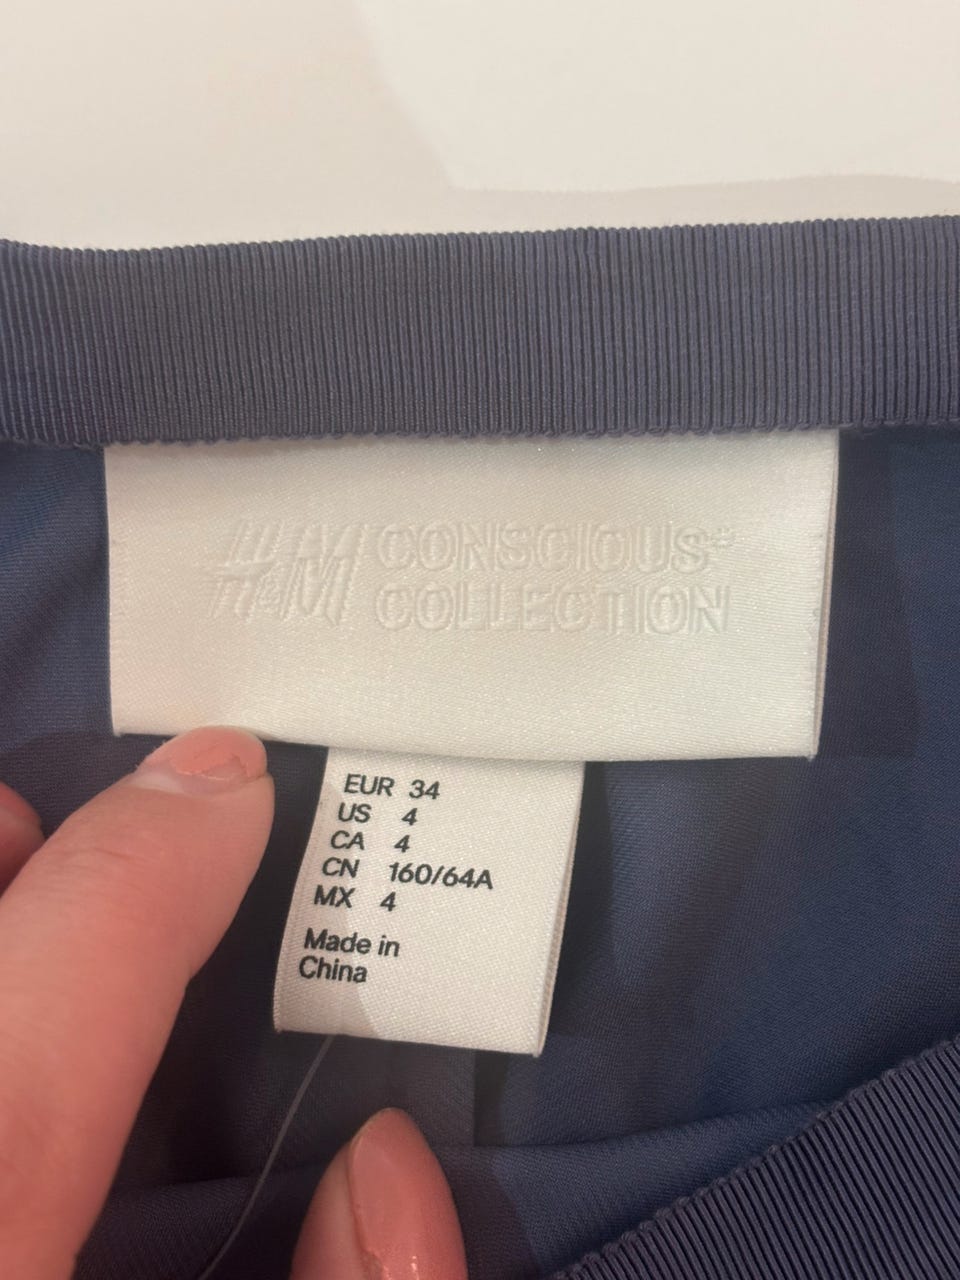 H&M CONSCIOUS
COLLECTION
EUR 34
US 4
CA 4
CN 160/64A
MX 4
Made in
China